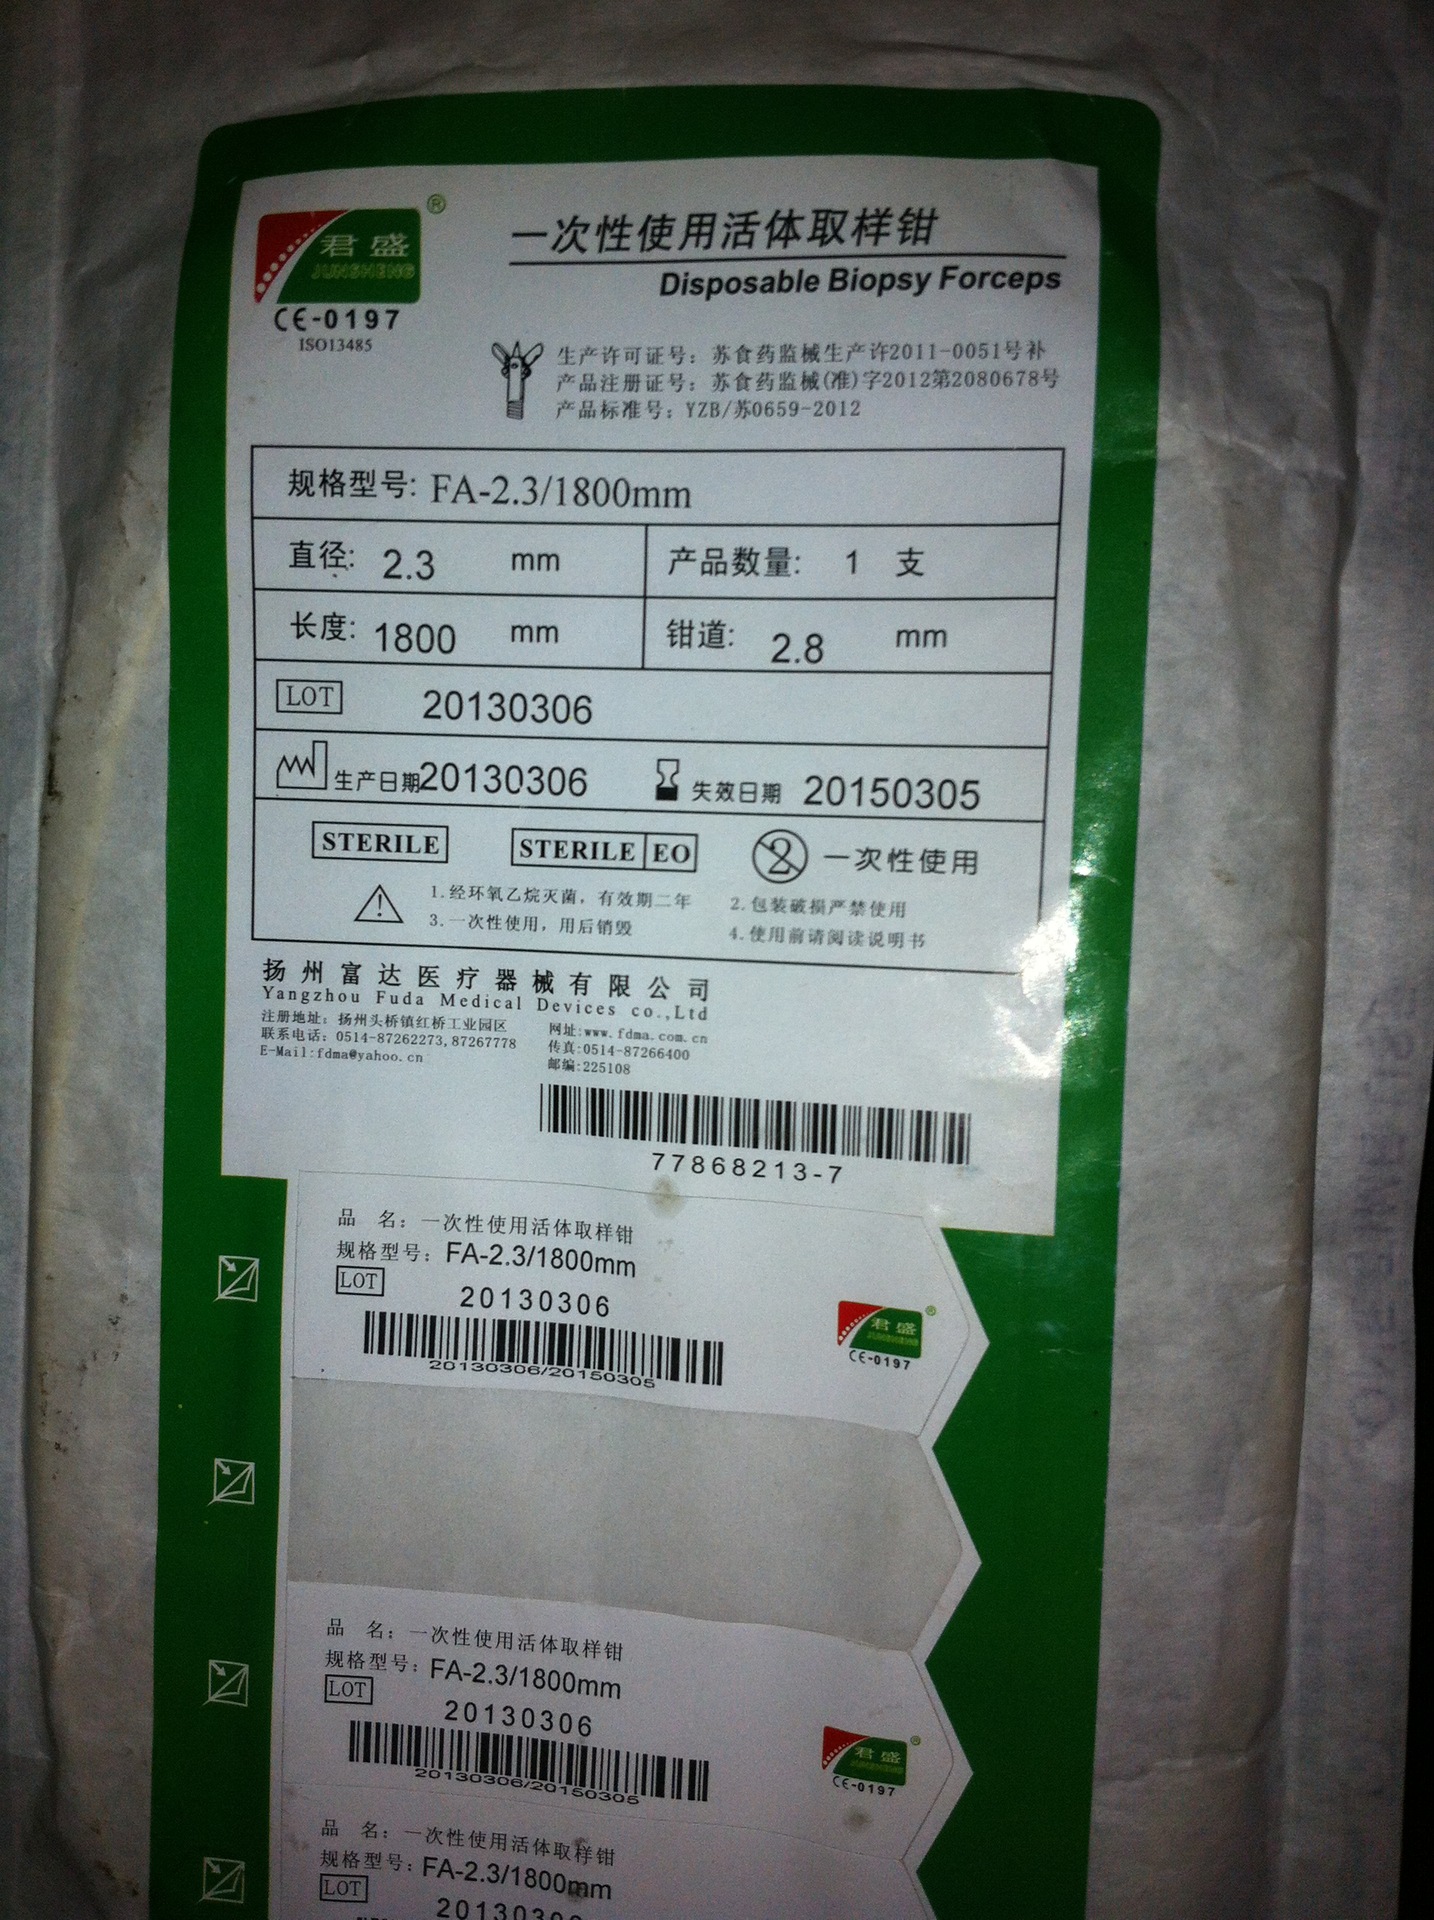 君盛
JUNSHENG
®
CE-0197
ISO13485
一次性使用活体取样钳
Disposable Biopsy Forceps
生产许可证号：苏食药监械生产许2011-0051号补
产品注册证号：苏食药监械(准)字2012第2080678号
产品标准号：YZB/苏0659-2012
规格型号: FA-2.3/1800mm
直径: 2.3 mm
产品数量: 1 支
长度: 1800 mm
钳道: 2.8 mm
LOT 20130306
生产日期20130306
失效日期 20150305
STERILE
STERILE EO
2 一次性使用
1.经环氧乙烷灭菌，有效期二年
2.包装破损严禁使用
3.一次性使用，用后销毁
4.使用前请阅读说明书
扬州富达医疗器械有限公司
Yangzhou Fuda Medical Devices co.,Ltd
注册地址：扬州头桥镇红桥工业园区
联系电话：0514-87262273,87267778
E-Mail:fdma@yahoo.cn
网址:www.fdma.com.cn
传真:0514-87266400
邮编:225108
77868213-7
品 名：一次性使用活体取样钳
规格型号：FA-2.3/1800mm
LOT
20130306
20130306/20150305
君盛
JUNSHENG
®
CE-0197
品 名：一次性使用活体取样钳
规格型号：FA-2.3/1800mm
LOT
20130306
20130306/20150305
君盛
JUNSHENG
®
CE-0197
品 名：一次性使用活体取样钳
规格型号：FA-2.3/1800mm
LOT
20130306